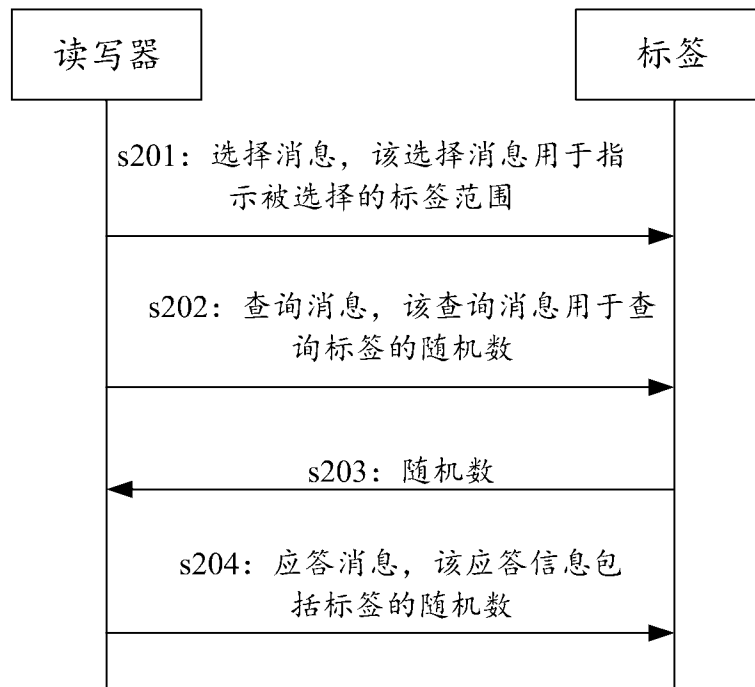 读写器
标签
s201：选择消息，该选择消息用于指
示被选择的标签范围
s202：查询消息，该查询消息用于查
询标签的随机数
s203：随机数
s204：应答消息，该应答信息包
括标签的随机数